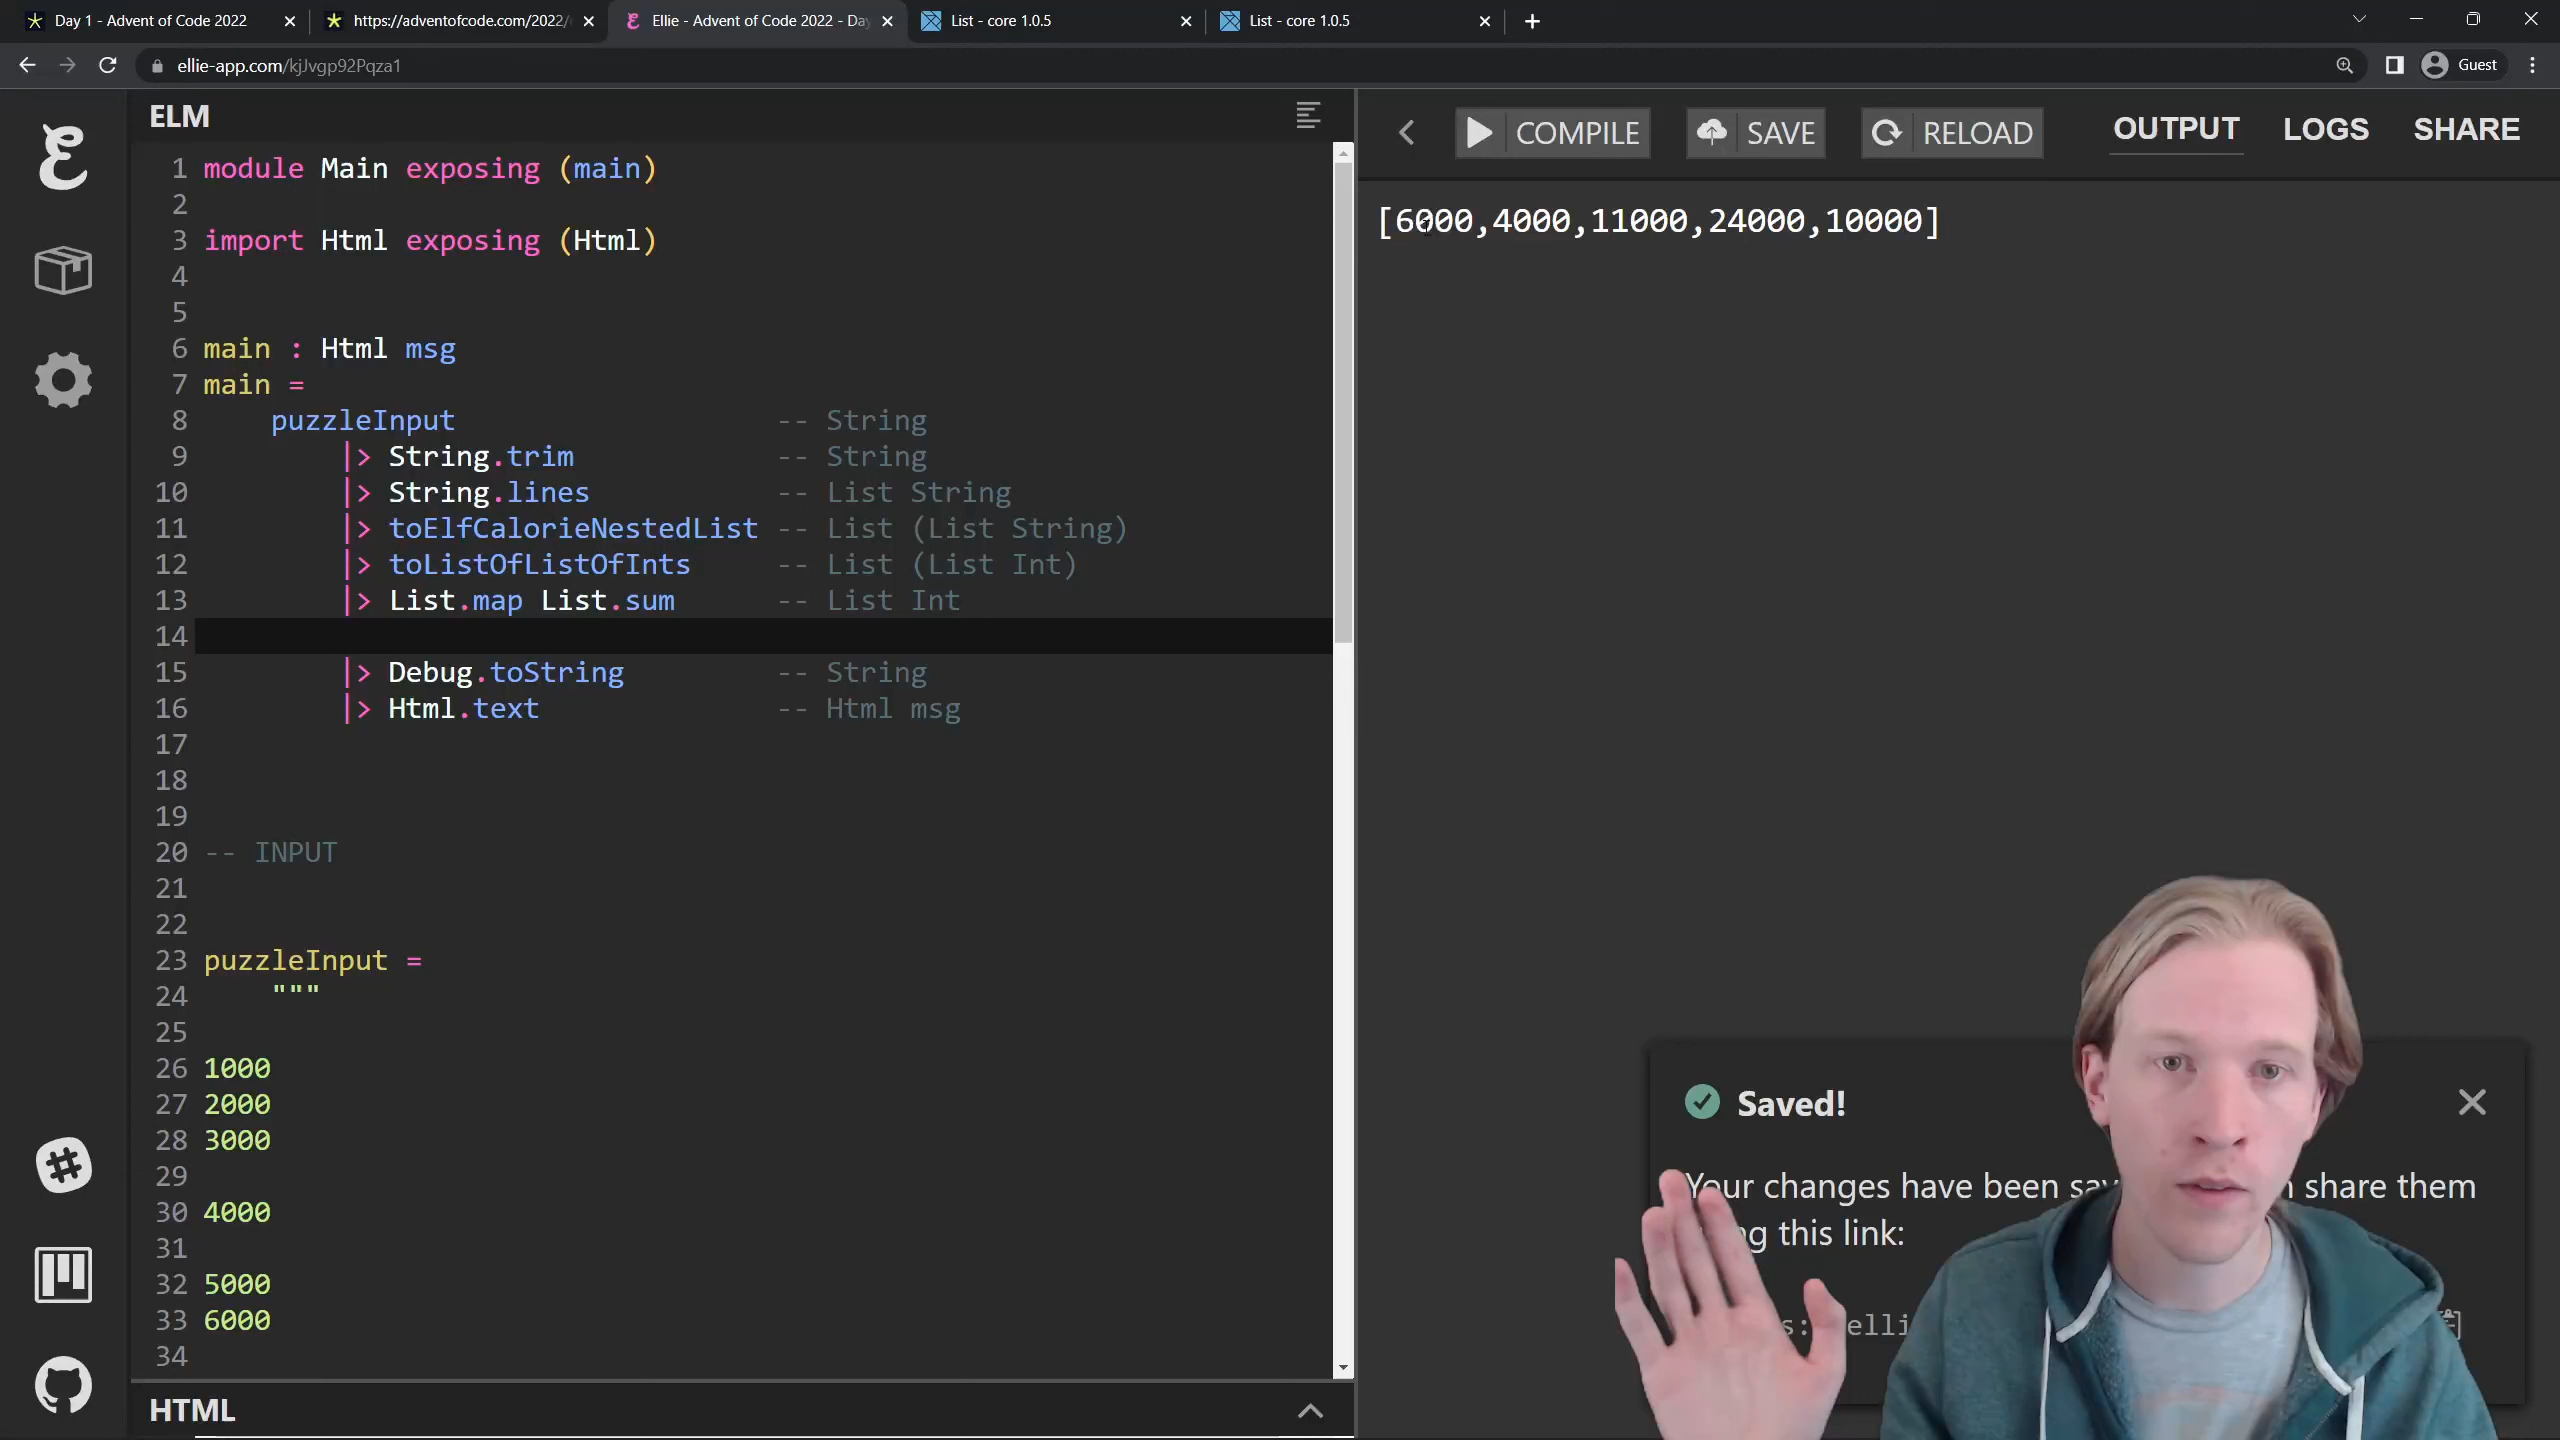 Day 1 - Advent of Code 2022
https://adventofcode.com/2022/
Ellie - Advent of Code 2022 - Day
List - core 1.0.5
List - core 1.0.5
ellie-app.com/kjJvgp92Pqza1
Guest
ELM
COMPILE
SAVE
RELOAD
OUTPUT
LOGS
SHARE
1 module Main exposing (main)
2
3 import Html exposing (Html)
4
5
6 main : Html msg
7 main =
8 puzzleInput -- String
9 |> String.trim -- String
10 |> String.lines -- List String
11 |> toElfCalorieNestedList -- List (List String)
12 |> toListOfListOfInts -- List (List Int)
13 |> List.map List.sum -- List Int
14
15 |> Debug.toString -- String
16 |> Html.text -- Html msg
17
18
19
20 -- INPUT
21
22
23 puzzleInput =
24 """
25
26 1000
27 2000
28 3000
29
30 4000
31
32 5000
33 6000
34
HTML
[6000,4000,11000,24000,10000]
Saved!
Your changes have been share them
this link: